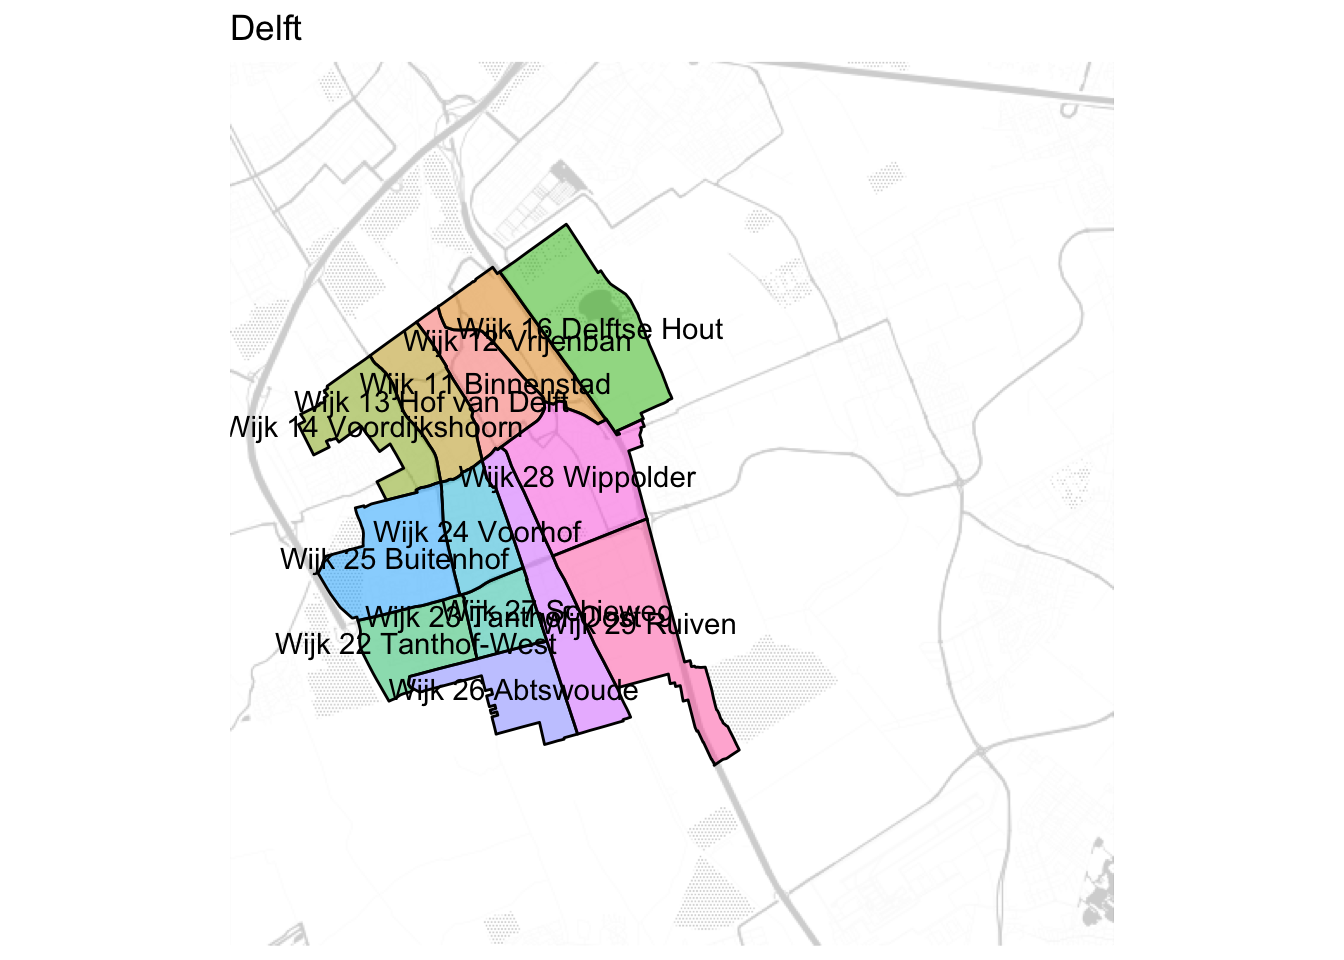 Delft
Wijk 16 Delftse Hout
Wijk 12 Vrijenban
Wijk 11 Binnenstad
Wijk 13 Hof van Delft
Wijk 14 Voordijkshoorn
Wijk 28 Wippolder
Wijk 24 Voorhof
Wijk 25 Buitenhof
Wijk 27 Schieweg
Wijk 23 Tanthof-Oost
Wijk 29 Ruiven
Wijk 22 Tanthof-West
Wijk 26 Abtswoude